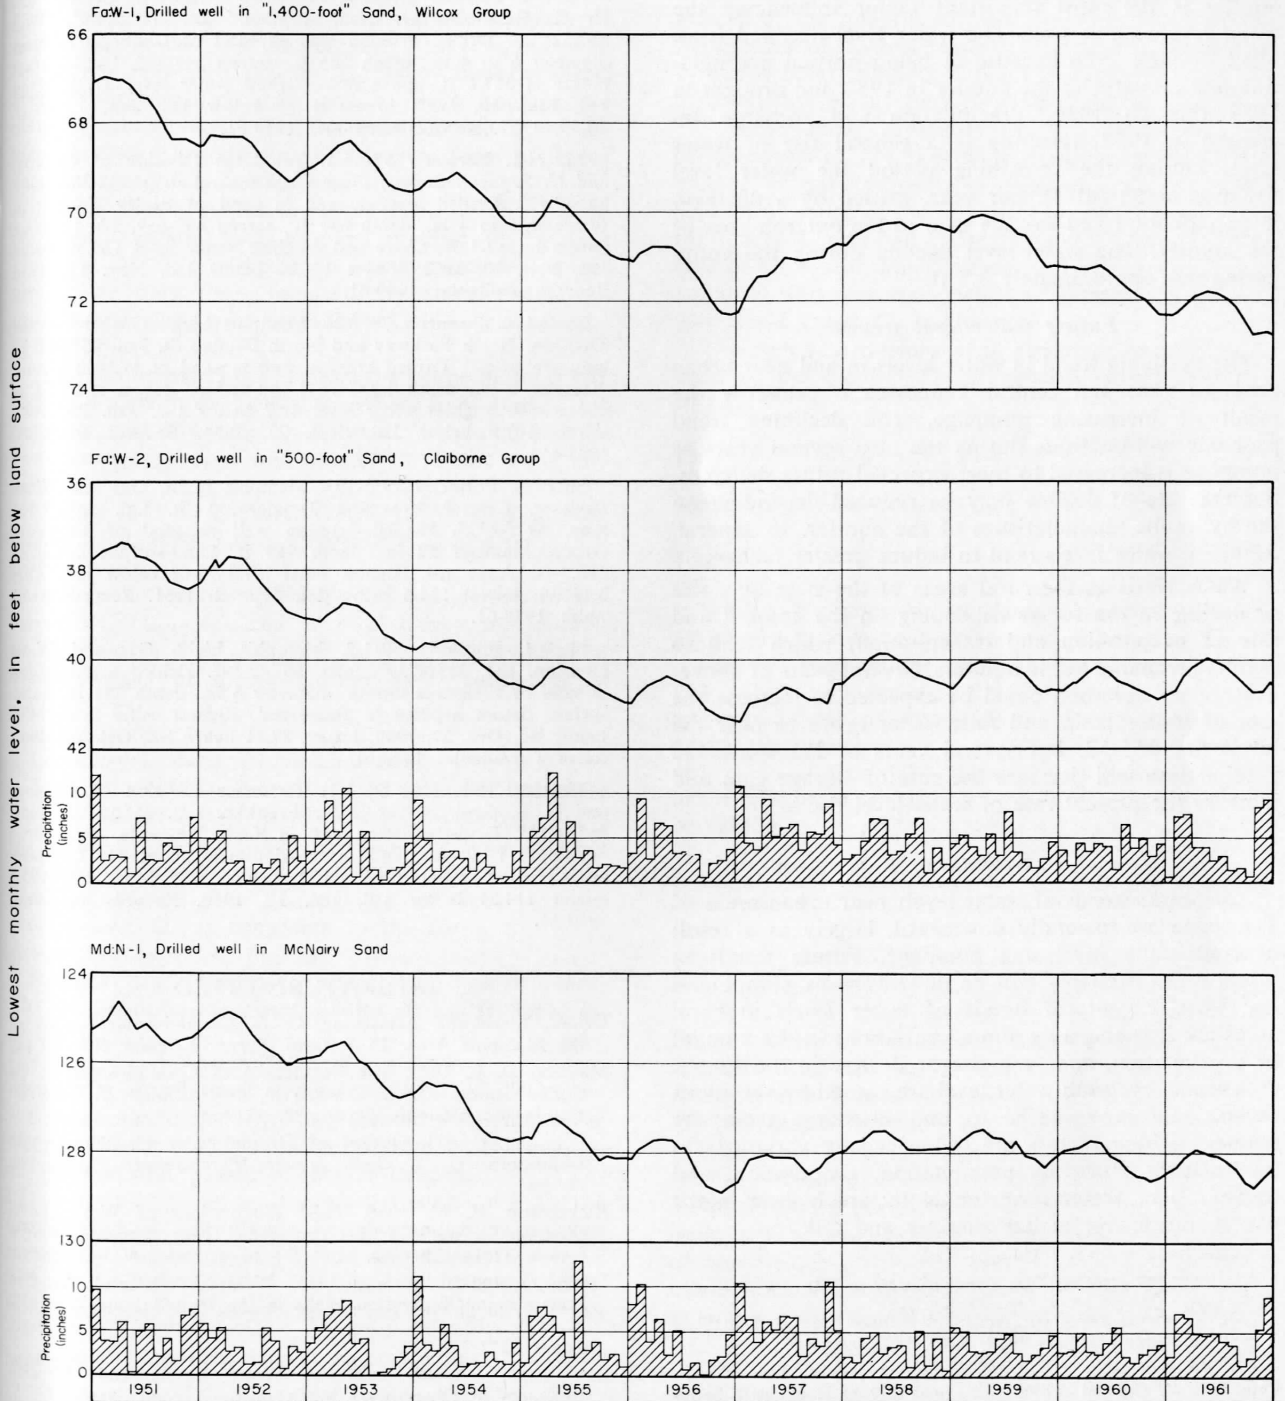 Fa:W-1, Drilled well in "1,400-foot" Sand, Wilcox Group
66
68
70
72
74
Lowest monthly water level, in feet below land surface
Fa:W-2, Drilled well in "500-foot" Sand, Claiborne Group
36
38
40
42
Precipitation
(inches)
10
5
0
Md:N-1, Drilled well in McNairy Sand
124
126
128
130
Precipitation
(inches)
10
5
0
1951 1952 1953 1954 1955 1956 1957 1958 1959 1960 1961